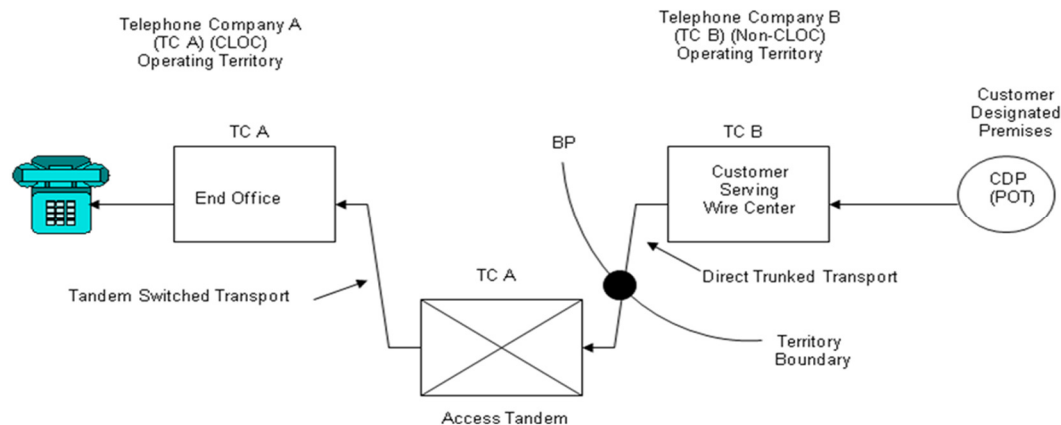 Telephone Company A
(TC A) (CLOC)
Operating Territory
Telephone Company B
(TC B) (Non-CLOC)
Operating Territory
Customer
Designated
Premises
TC A
BP
TC B
End Office
Customer
Serving
Wire Center
CDP
(POT)
Tandem Switched Transport
TC A
Direct Trunked Transport
Territory
Boundary
Access Tandem